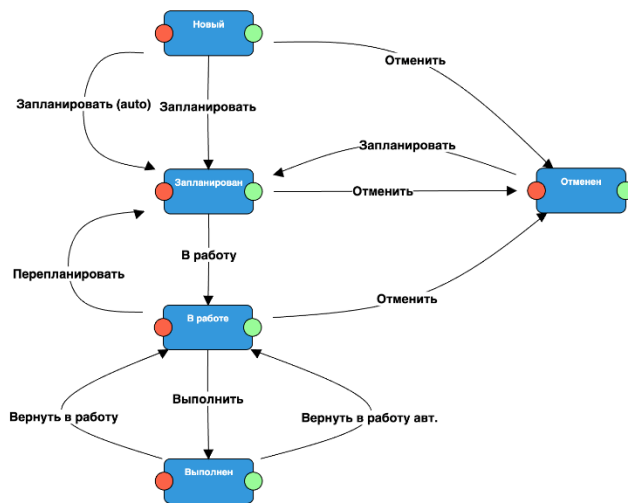 Новый
Отменить
Запланировать (auto)
Запланировать
Запланировать
Запланирован
Отменить
Отменен
В работу
Перепланировать
Отменить
В работе
Выполнить
Вернуть в работу
Вернуть в работу авт.
Выполнен